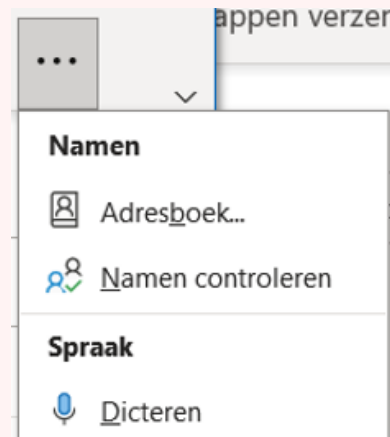 appen verzer
...
Namen
Adresboek...
Namen controleren
Spraak
Dicteren